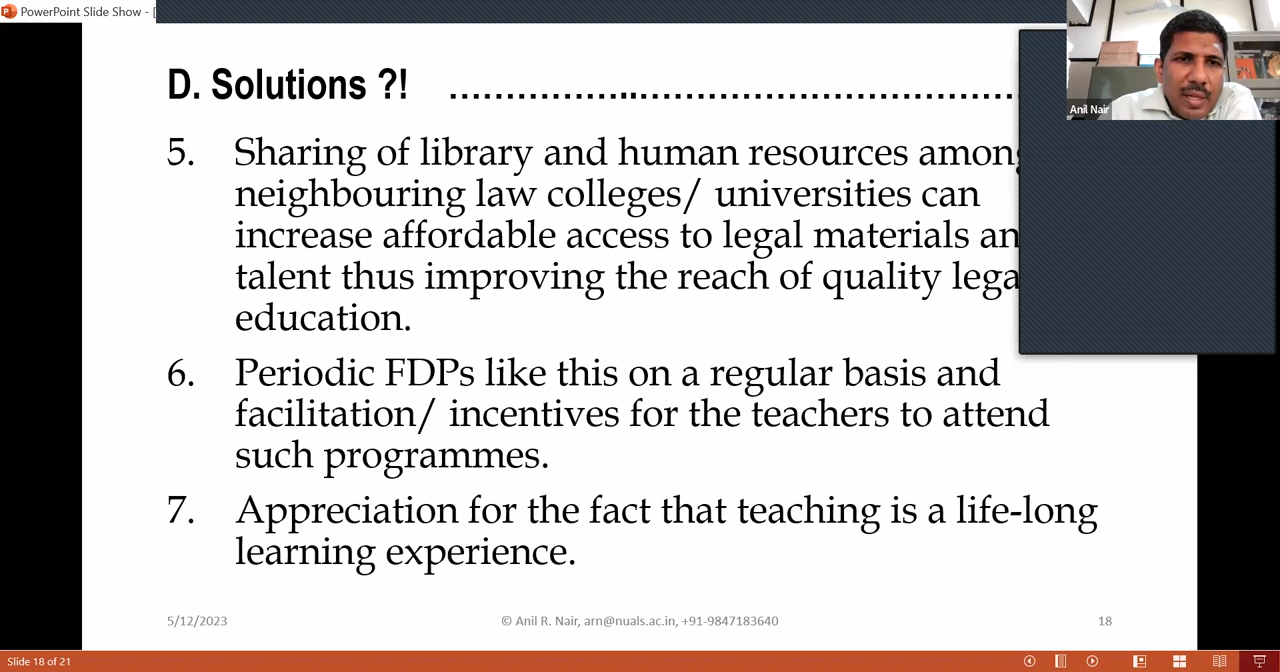 PowerPoint Slide Show - [
Anil Nair
D. Solutions ?! ……………..……………………………
5. Sharing of library and human resources among
neighbouring law colleges/ universities can
increase affordable access to legal materials an
talent thus improving the reach of quality lega
education.
6. Periodic FDPs like this on a regular basis and
facilitation/ incentives for the teachers to attend
such programmes.
7. Appreciation for the fact that teaching is a life-long
learning experience.
5/12/2023 © Anil R. Nair, arn@nuals.ac.in, +91-9847183640 18
Slide 18 of 21